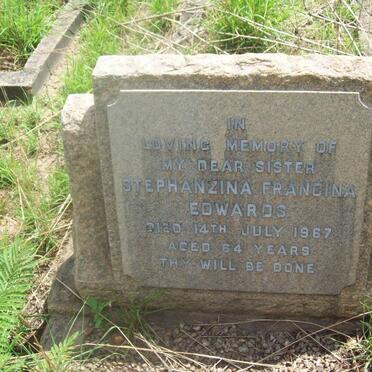 IN
LOVING MEMORY OF
MY DEAR SISTER
STEPHANZINA FRANCINA
EDWARDS
DIED 14TH JULY 1967
AGED 64 YEARS
THY WILL BE DONE